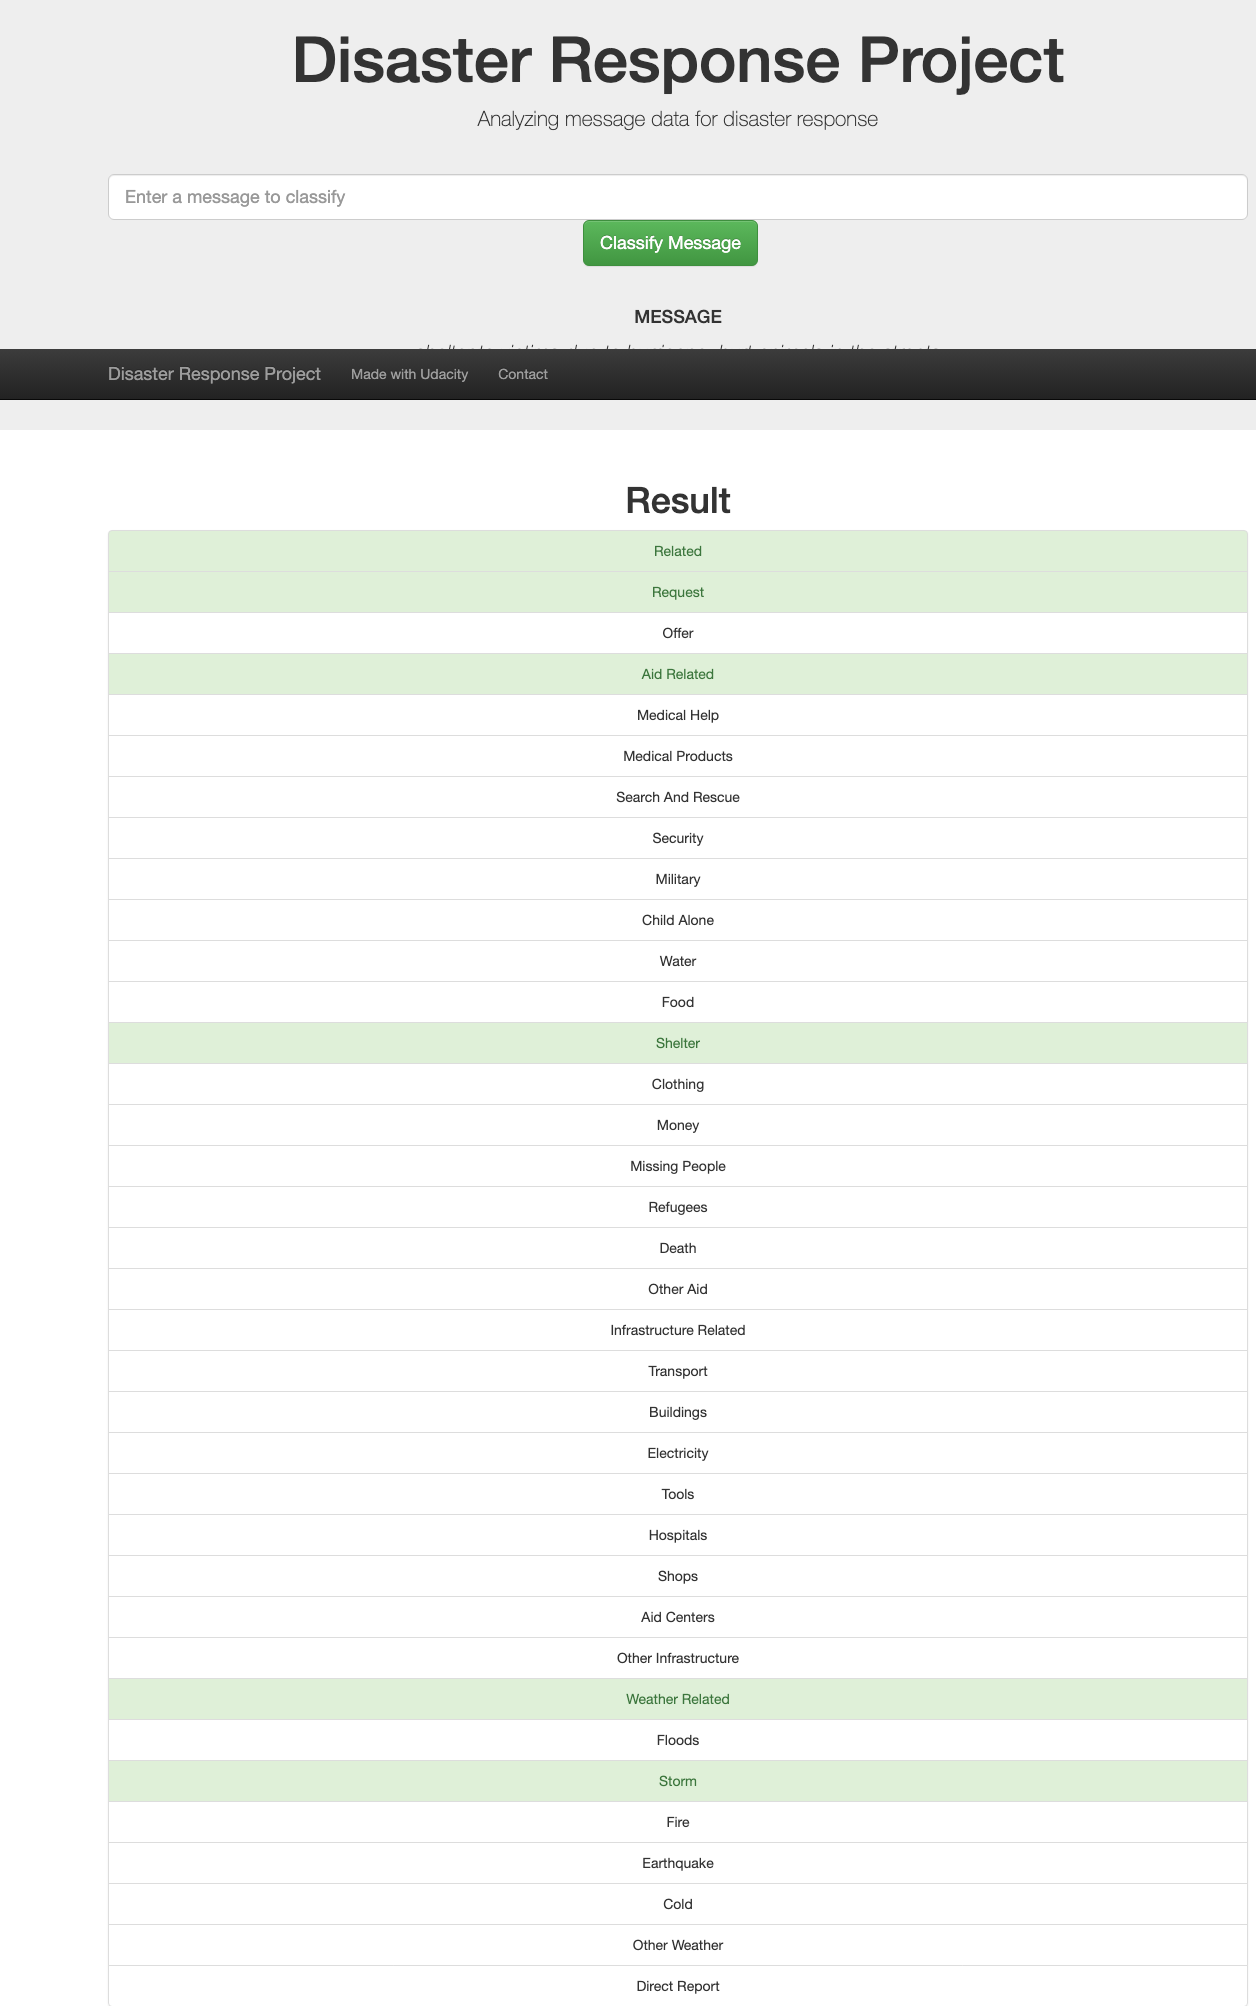 Disaster Response Project
Analyzing message data for disaster response
Enter a message to classify
Classify Message
MESSAGE
Disaster Response Project Made with Udacity Contact
Result
Related
Request
Offer
Aid Related
Medical Help
Medical Products
Search And Rescue
Security
Military
Child Alone
Water
Food
Shelter
Clothing
Money
Missing People
Refugees
Death
Other Aid
Infrastructure Related
Transport
Buildings
Electricity
Tools
Hospitals
Shops
Aid Centers
Other Infrastructure
Weather Related
Floods
Storm
Fire
Earthquake
Cold
Other Weather
Direct Report